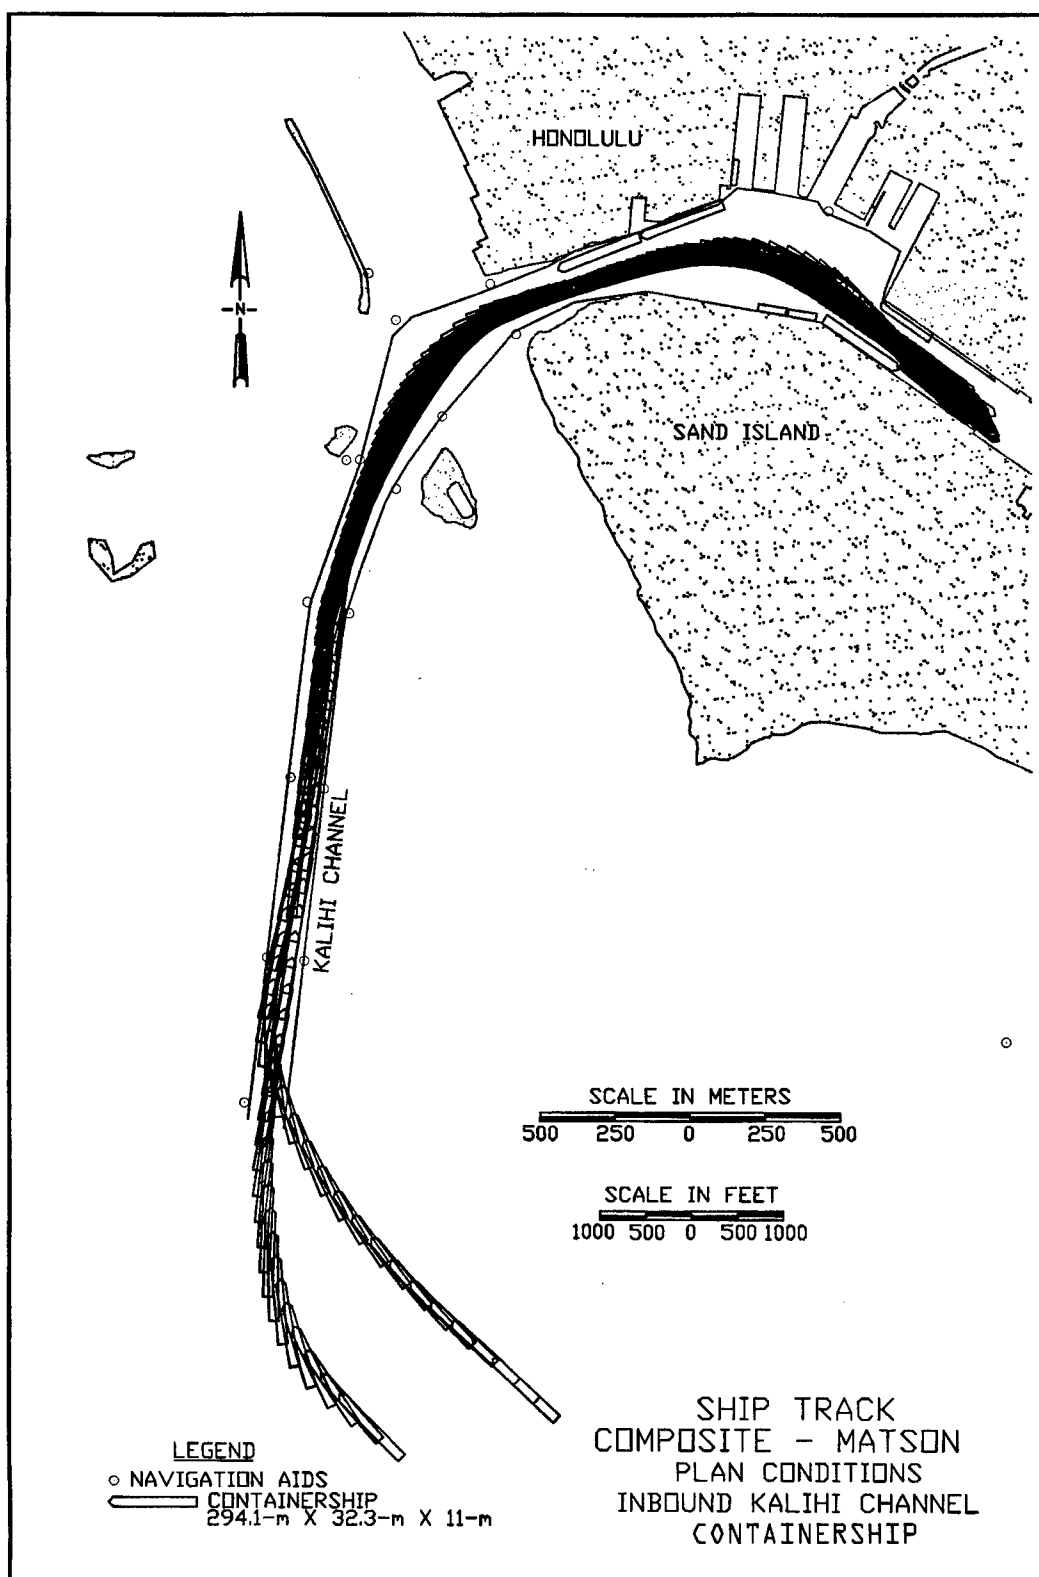 HONOLULU
N
SAND ISLAND
KALIHI CHANNEL
SCALE IN METERS
500 250 0 250 500
SCALE IN FEET
1000 500 0 500 1000
SHIP TRACK
COMPOSITE - MATSON
PLAN CONDITIONS
INBOUND KALIHI CHANNEL
CONTAINERSHIP
LEGEND
NAVIGATION AIDS
CONTAINERSHIP
294.1-m X 32.3-m X 11-m